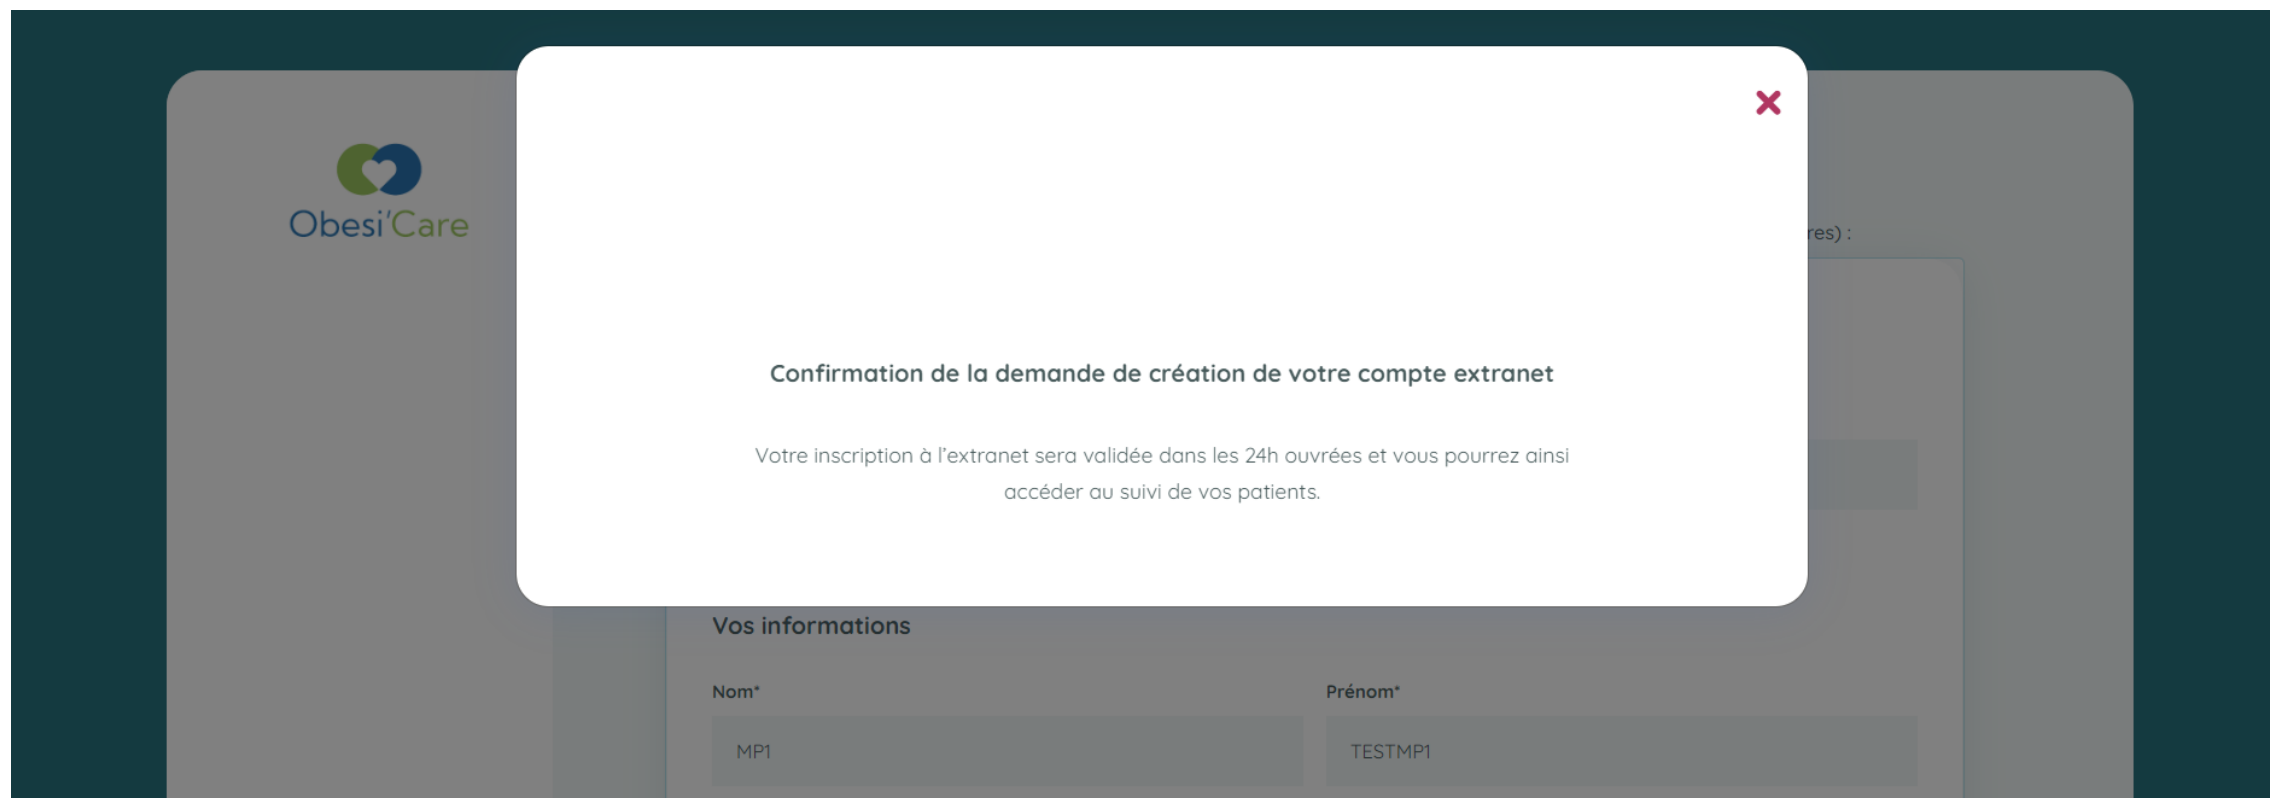 Obesi'Care
res) :
Confirmation de la demande de création de votre compte extranet
Votre inscription à l'extranet sera validée dans les 24h ouvrées et vous pourrez ainsi
accéder au suivi de vos patients.
Vos informations
Nom*
Prénom*
MP1
TESTMP1